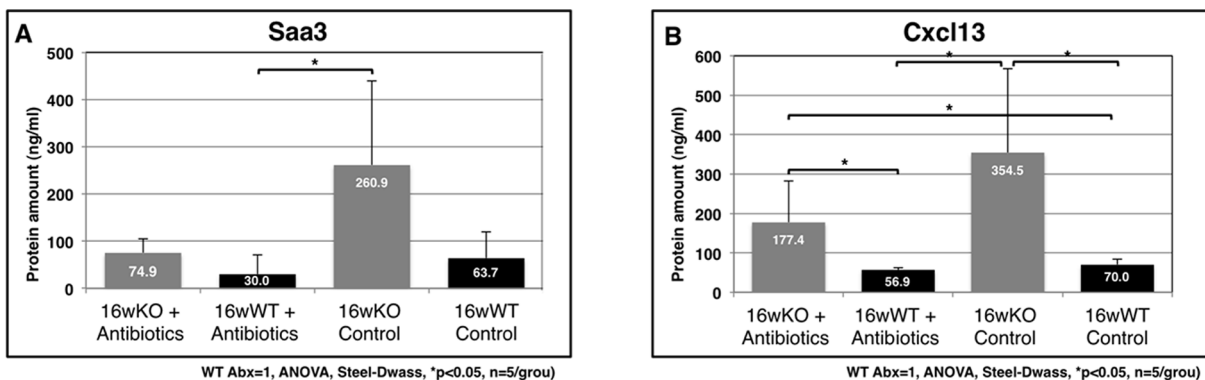 A
Saa3
Protein amount (ng/ml)
500
400
300
200
100
0
*
74.9
30.0
260.9
63.7
16wKO +
Antibiotics
16wWT +
Antibiotics
16wKO
Control
16wWT
Control
WT Abx=1, ANOVA, Steel-Dwass, *p<0.05, n=5/grou)
B
Cxcl13
Protein amount (ng/ml)
600
500
400
300
200
100
0
*
*
*
*
177.4
56.9
354.5
70.0
16wKO +
Antibiotics
16wWT +
Antibiotics
16wKO
Control
16wWT
Control
WT Abx=1, ANOVA, Steel-Dwass, *p<0.05, n=5/grou)